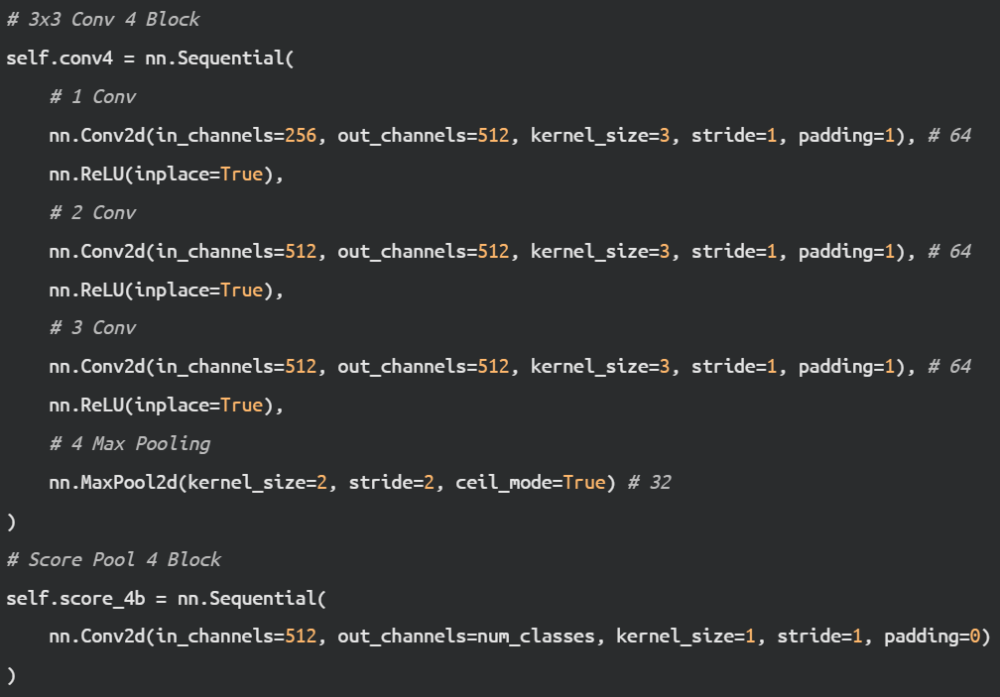 # 3x3 Conv 4 Block
self.conv4 = nn.Sequential(
    # 1 Conv
    nn.Conv2d(in_channels=256, out_channels=512, kernel_size=3, stride=1, padding=1), # 64
    nn.ReLU(inplace=True),
    # 2 Conv
    nn.Conv2d(in_channels=512, out_channels=512, kernel_size=3, stride=1, padding=1), # 64
    nn.ReLU(inplace=True),
    # 3 Conv
    nn.Conv2d(in_channels=512, out_channels=512, kernel_size=3, stride=1, padding=1), # 64
    nn.ReLU(inplace=True),
    # 4 Max Pooling
    nn.MaxPool2d(kernel_size=2, stride=2, ceil_mode=True) # 32
)
# Score Pool 4 Block
self.score_4b = nn.Sequential(
    nn.Conv2d(in_channels=512, out_channels=num_classes, kernel_size=1, stride=1, padding=0)
)